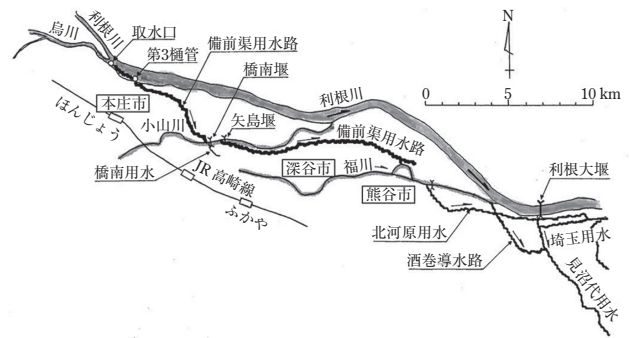 烏川
利根川
取水口
第3樋管
備前渠用水路
橋南堰
矢島堰
本庄市
ほんじょう
小山川
橋南用水
JR高崎線
ふかや
利根川
備前渠用水路
深谷市
福川
熊谷市
北河原用水
酒巻導水路
利根大堰
埼玉用水
見沼代用水
N
0 5 10 km